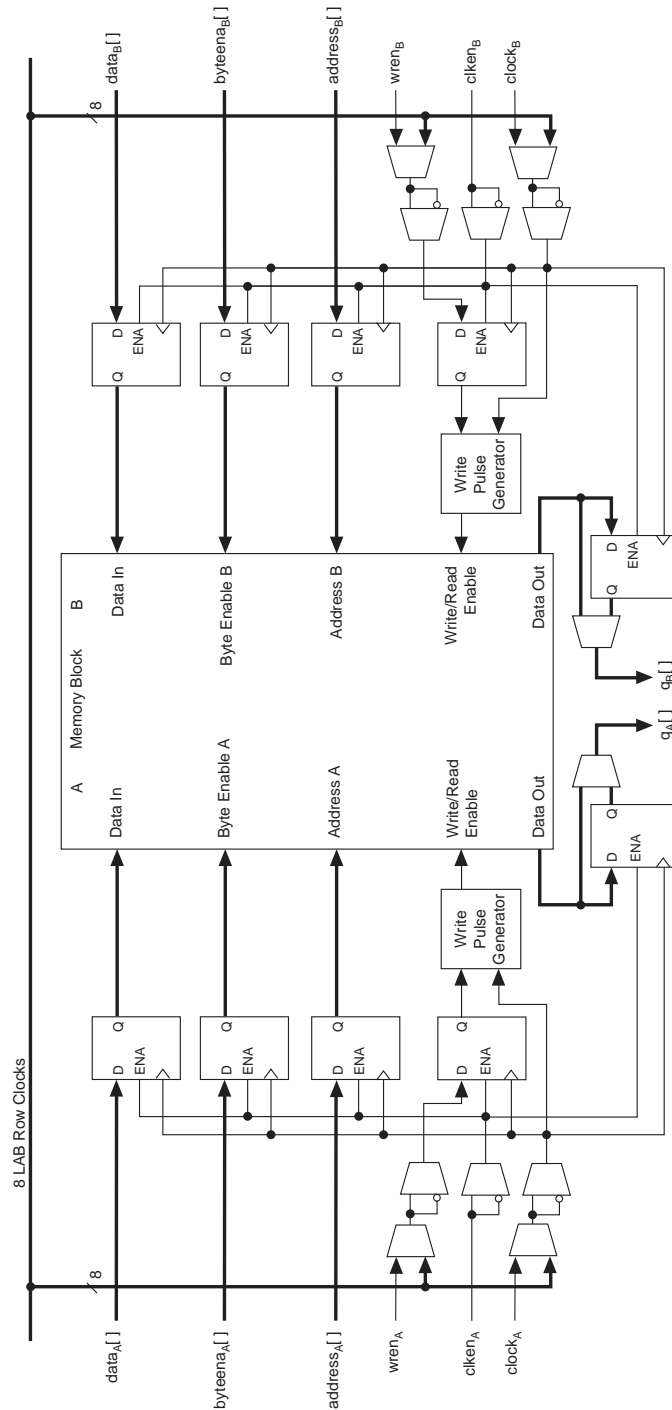 8 LAB Row Clocks
8
8
data_A[ ]
byteena_A[ ]
address_A[ ]
wren_A
clken_A
clock_A
D
Q
ENA
D
Q
ENA
D
Q
ENA
D
Q
ENA
Write
Pulse
Generator
A
Memory Block
B
Data In
Byte Enable A
Address A
Write/Read
Enable
Data Out
Data In
Byte Enable B
Address B
Write/Read
Enable
Data Out
D
Q
ENA
q_A[ ]
q_B[ ]
Q
D
ENA
Write
Pulse
Generator
Q
D
ENA
Q
D
ENA
Q
D
ENA
Q
D
ENA
data_B[ ]
byteena_B[ ]
address_B[ ]
wren_B
clken_B
clock_B